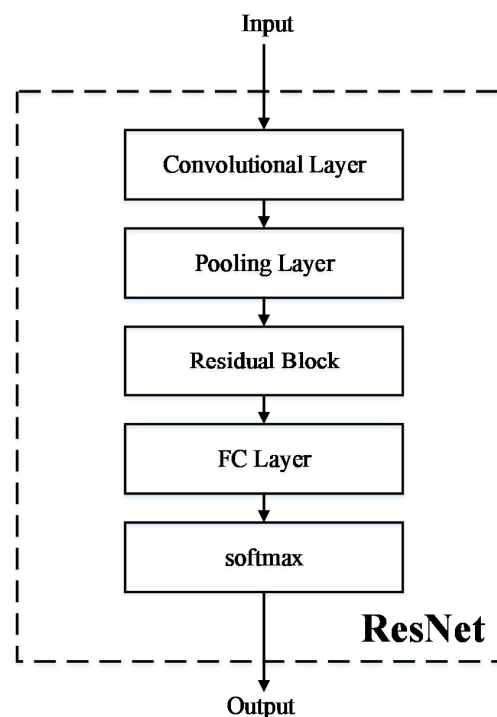 Input
Convolutional Layer
Pooling Layer
Residual Block
FC Layer
softmax
ResNet
Output